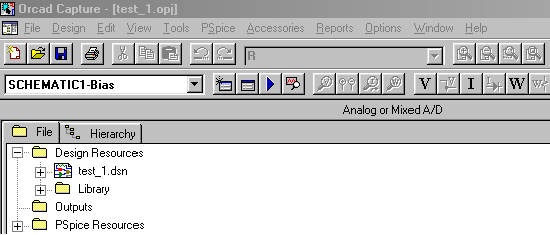 Orcad Capture - [test_1.opj]
File Design Edit View Tools PSpice Accessories Reports Options Window Help
R
SCHEMATIC1-Bias
V I W
Analog or Mixed A/D
File Hierarchy
Design Resources
test_1.dsn
Library
Outputs
PSpice Resources